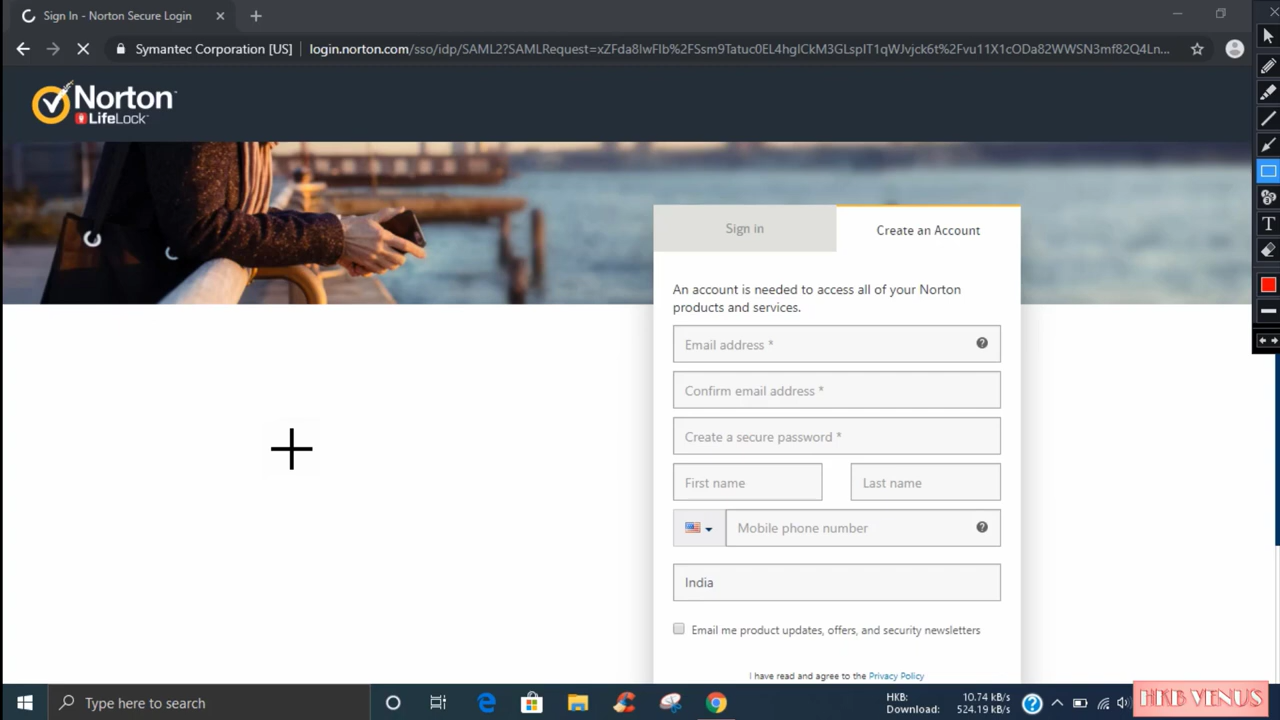 Sign In - Norton Secure Login
Symantec Corporation [US]
login.norton.com/sso/idp/SAML2?SAMLRequest=xZFda8IwFIb%2FSsm9Tatuc0EL4hgICkM3GLspIT1qWJvjck6t%2Fvu11X1cODa82WWSN3mf82Q4Ln...
Norton
LifeLock
Sign in
Create an Account
An account is needed to access all of your Norton
products and services.
Email address *
Confirm email address *
Create a secure password *
First name
Last name
Mobile phone number
India
Email me product updates, offers, and security newsletters
I have read and agree to the Privacy Policy
T
Type here to search
HKB:
Download:
10.74 kB/s
524.19 kB/s
HKB VENUS